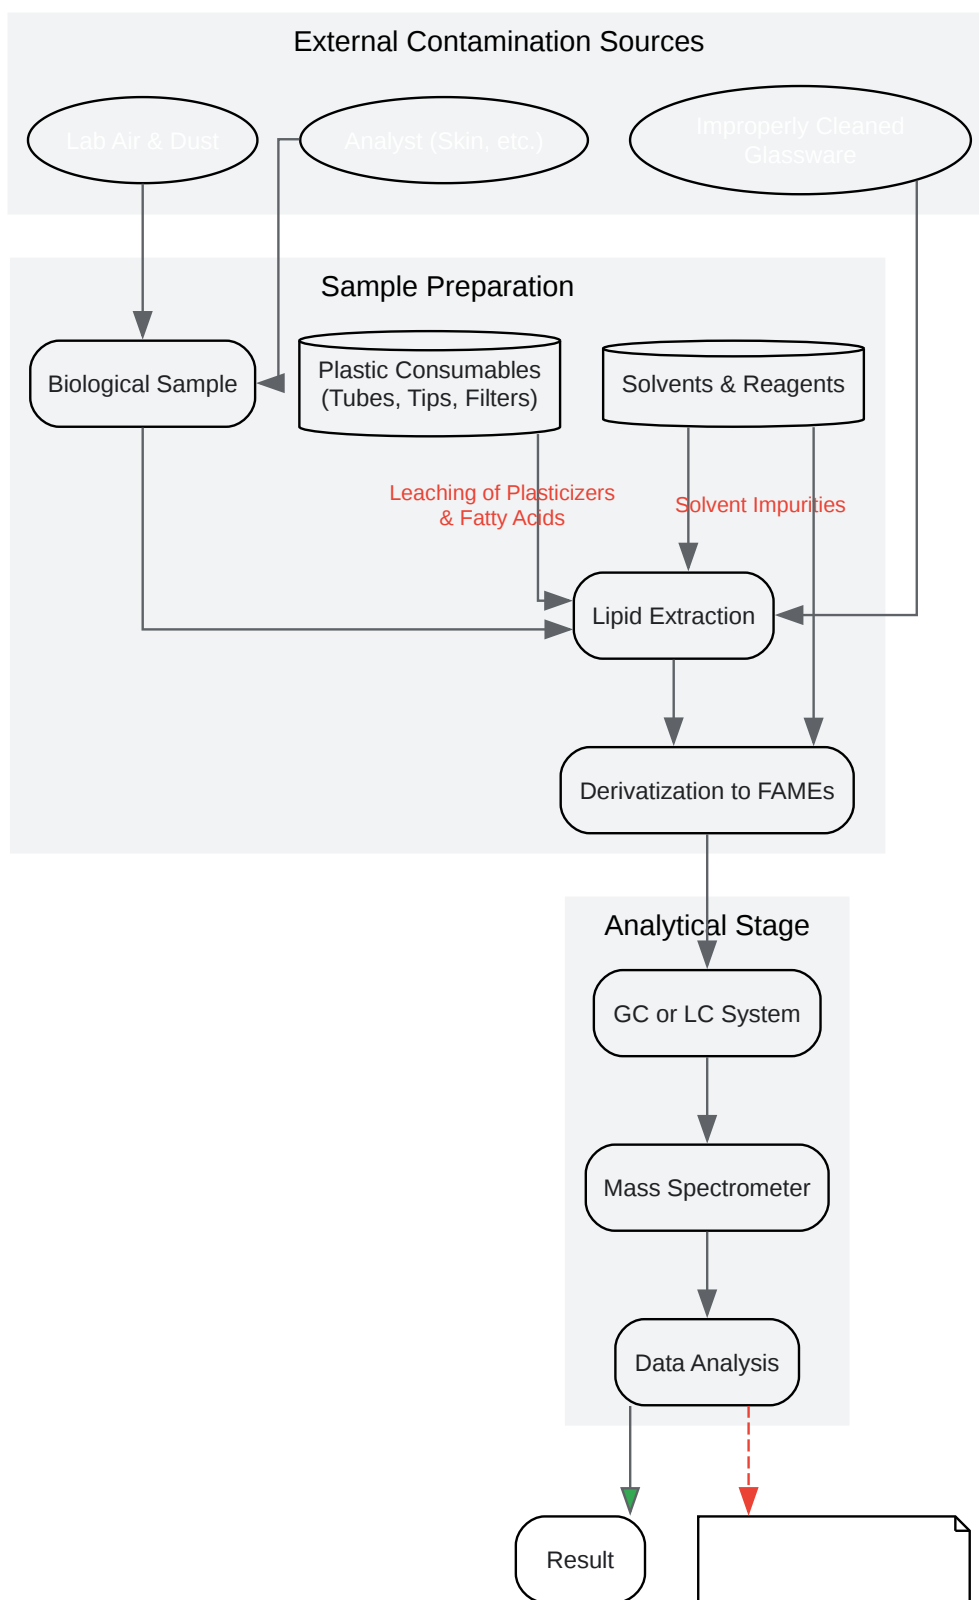 External Contamination Sources
Lab Air & Dust
Analyst (Skin, etc.)
Improperly Cleaned
Glassware
Sample Preparation
Biological Sample
Plastic Consumables
(Tubes, Tips, Filters)
Solvents & Reagents
Leaching of Plasticizers
& Fatty Acids
Solvent Impurities
Lipid Extraction
Derivatization to FAMEs
Analytical Stage
GC or LC System
Mass Spectrometer
Data Analysis
Result